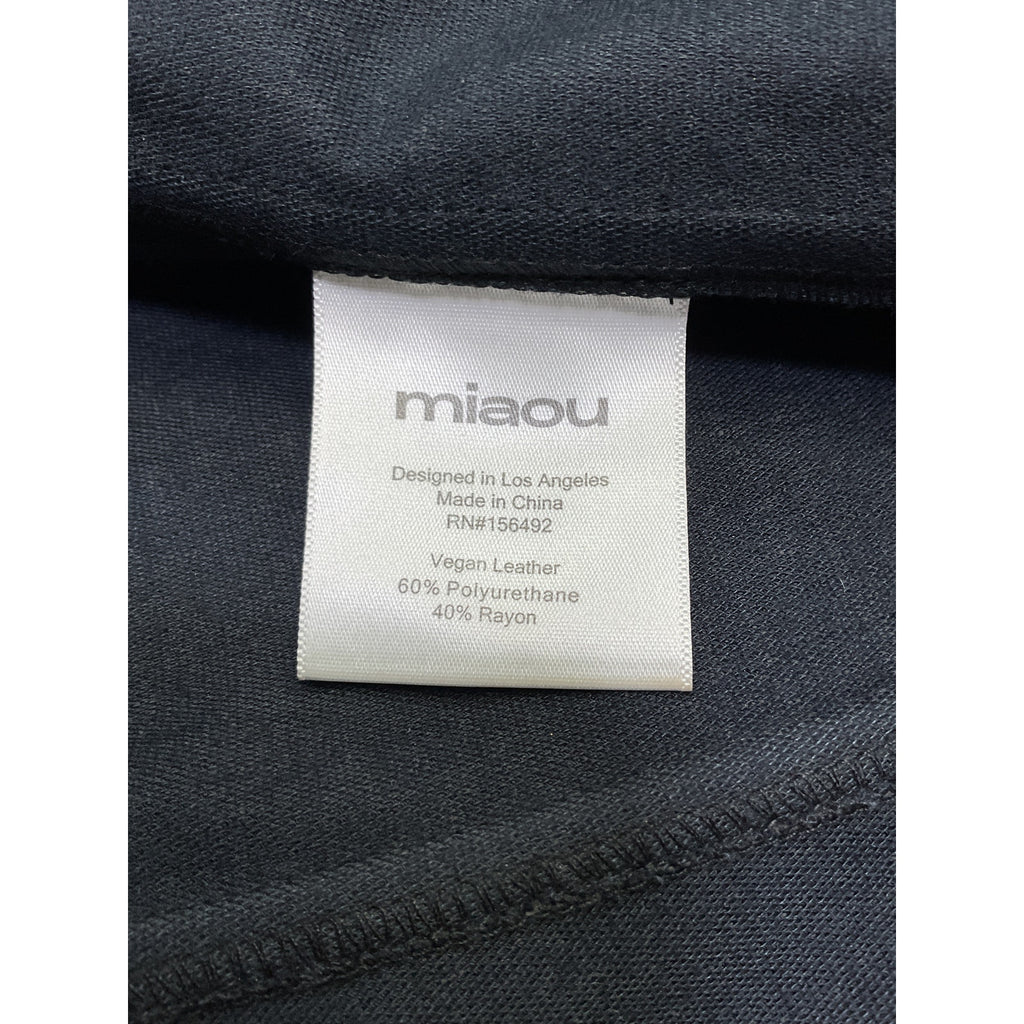 miaou
Designed in Los Angeles
Made in China
RN#156492
Vegan Leather
60% Polyurethane
40% Rayon